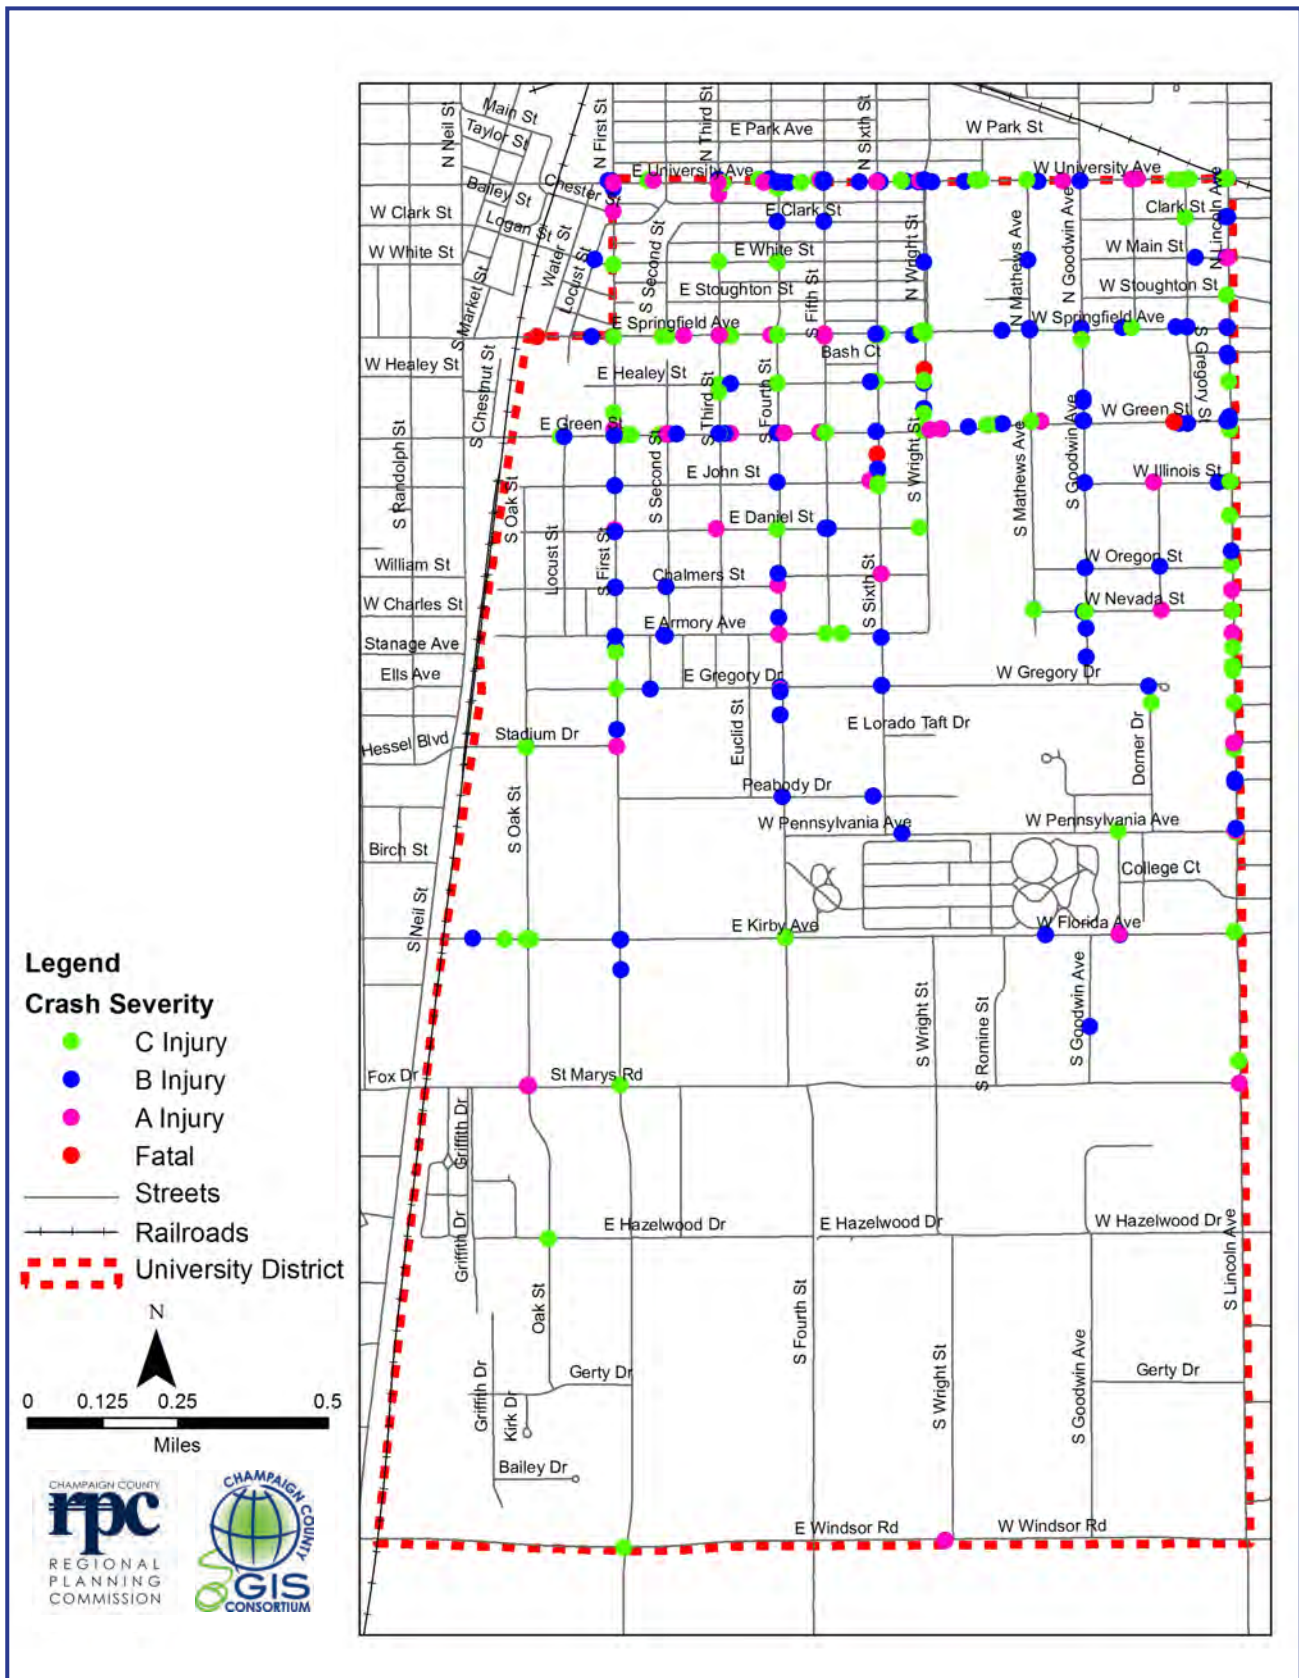 Main St
Taylor St
N Neil St
N First St
N Third St
E Park Ave
N Sixth St
W Park St
E University Ave
W University Ave
Bailey St
Chester St
W Clark St
Logan St
E Clark St
Clark St
N Lincoln Ave
W White St
Water St
Locust St
S Second St
E White St
N Wright St
N Mathews Ave
N Goodwin Ave
W Main St
S Market St
E Stoughton St
S Fifth St
W Stoughton St
E Springfield Ave
W Springfield Ave
W Healey St
S Chestnut St
E Healey St
S Third St
S Fourth St
Bash Ct
S Gregory St
S Randolph St
E Green St
W Green St
S Oak St
S Second St
E John St
S Wright St
S Mathews Ave
S Goodwin Ave
W Illinois St
E Daniel St
William St
Locust St
S First St
Chalmers St
S Sixth St
W Oregon St
W Charles St
W Nevada St
Stanage Ave
E Armory Ave
Ells Ave
E Gregory Dr
W Gregory Dr
Hessel Blvd
Stadium Dr
Euclid St
E Lorado Taft Dr
Dorner Dr
Peabody Dr
S Oak St
W Pennsylvania Ave
W Pennsylvania Ave
Birch St
College Ct
S Neil St
E Kirby Ave
W Florida Ave
S Wright St
S Romine St
S Goodwin Ave
Fox Dr
St Marys Rd
Griffith Dr
Griffith Dr
E Hazelwood Dr
E Hazelwood Dr
W Hazelwood Dr
S Lincoln Ave
Oak St
S Fourth St
Griffith Dr
Kirk Dr
Gerty Dr
S Wright St
S Goodwin Ave
Gerty Dr
Bailey Dr
E Windsor Rd
W Windsor Rd
Legend
Crash Severity
C Injury
B Injury
A Injury
Fatal
Streets
Railroads
University District
N
0 0.125 0.25 0.5
Miles
CHAMPAIGN COUNTY
rpc
REGIONAL
PLANNING
COMMISSION
CHAMPAIGN COUNTY
GIS
CONSORTIUM